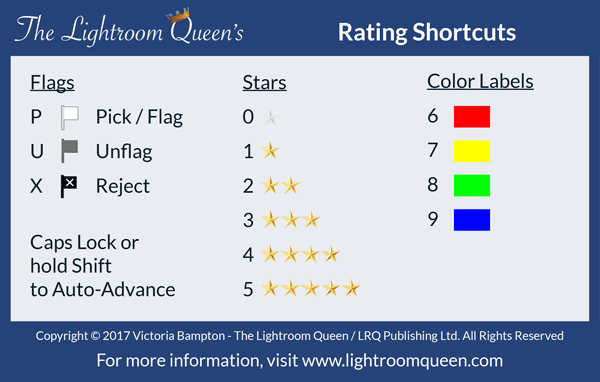 The Lightroom Queen's
Rating Shortcuts
Flags
P Pick / Flag
U Unflag
X Reject
Caps Lock or
hold Shift
to Auto-Advance
Stars
0
1
2
3
4
5
Color Labels
6
7
8
9
Copyright © 2017 Victoria Bampton - The Lightroom Queen / LRQ Publishing Ltd. All Rights Reserved
For more information, visit www.lightroomqueen.com